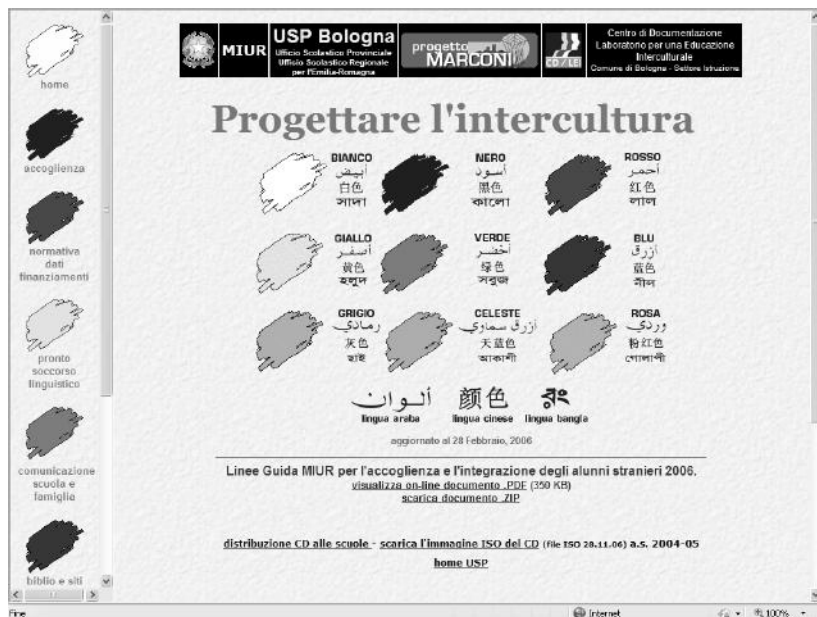 home
accoglienza
normativa
dati
finanziamenti
pronto
soccorso
linguistico
comunicazione
scuola e
famiglia
biblio e siti
MIUR
USP Bologna
Ufficio Scolastico Provinciale
Ufficio Scolastico Regionale
per l'Emilia-Romagna
progetto
MARCONI
CD/LEI
Centro di Documentazione
Laboratorio per una Educazione
Interculturale
Comune di Bologna - Settore Istruzione
Progettare l'intercultura
BIANCO
أبيض
白色
সাদা
NERO
أسود
黑色
কালো
ROSSO
أحمر
红色
লাল
GIALLO
أصفر
黄色
হলুদ
VERDE
أخضر
绿色
সবুজ
BLU
أزرق
蓝色
নীল
GRIGIO
رمادي
灰色
ছাই
CELESTE
أزرق سماوي
天蓝色
আকাশী
ROSA
وردي
粉红色
গোলাপী
ألوان 颜色 রং
lingua araba lingua cinese lingua bangla
aggiornato al 28 Febbraio, 2006
Linee Guida MIUR per l'accoglienza e l'integrazione degli alunni stranieri 2006.
visualizza on-line documento .PDF (350 KB)
scarica documento .ZIP
distribuzione CD alle scuole - scarica l'immagine ISO del CD (file ISO 28.11.06) a.s. 2004-05
home USP
Fine Internet 100%